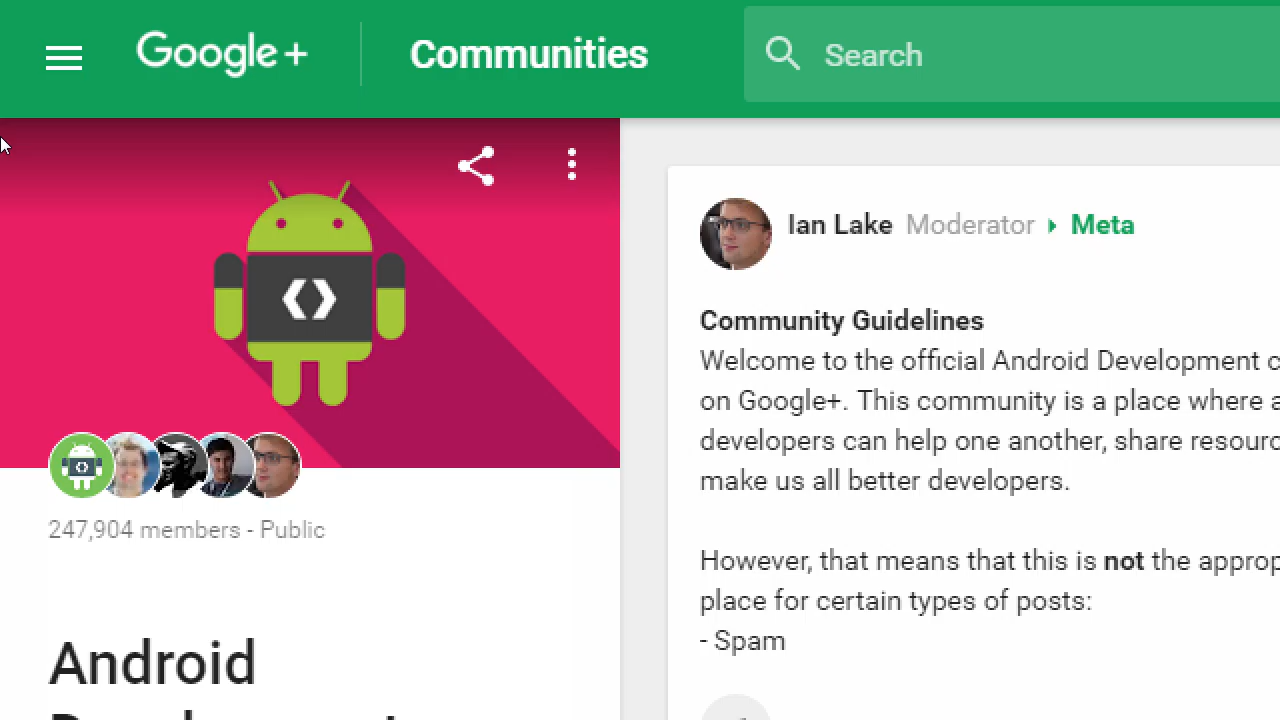 Google+
Communities
Search
247,904 members - Public
Android
Ian Lake Moderator Meta
Community Guidelines
Welcome to the official Android Development
on Google+. This community is a place where
developers can help one another, share
make us all better developers.
However, that means that this is not the
place for certain types of posts:
- Spam